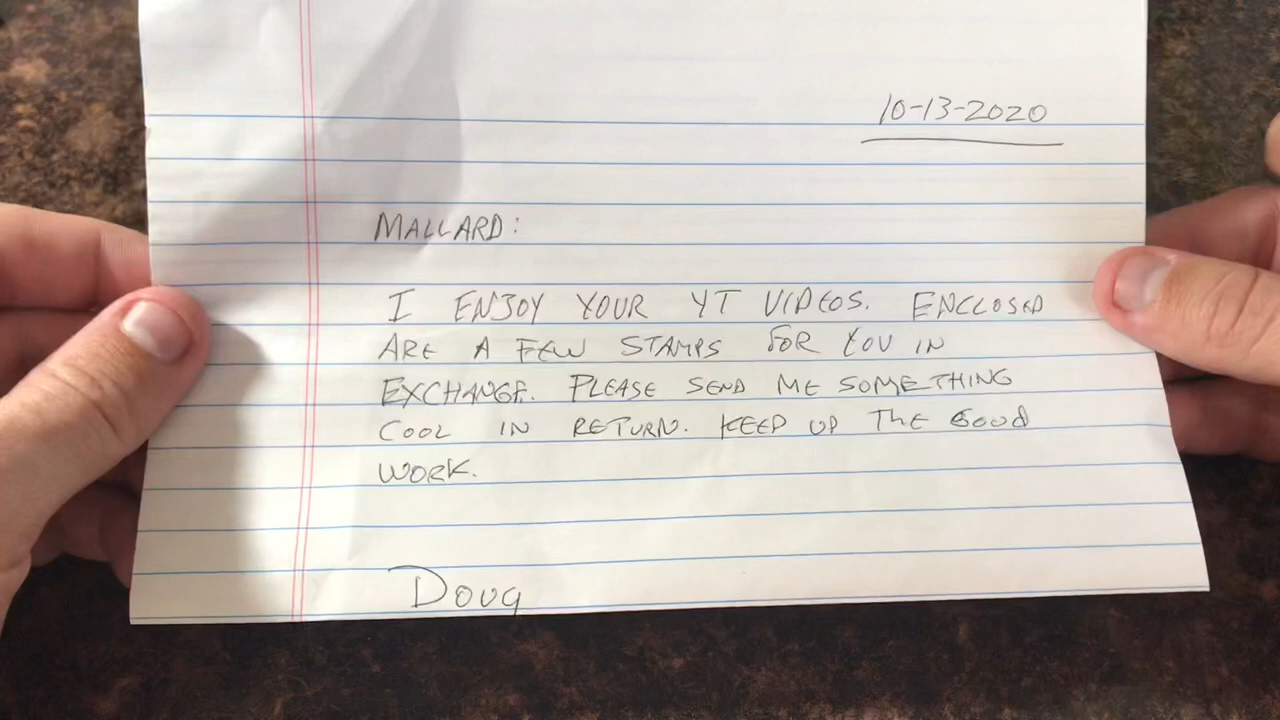 10-13-2020
MALLARD:
I ENJOY YOUR YT VIDEOS. ENCLOSED
ARE A FEW STAMPS FOR YOU IN
EXCHANGE. PLEASE SEND ME SOMETHING
COOL IN RETURN. KEEP UP THE GOOD
WORK.
DOUG